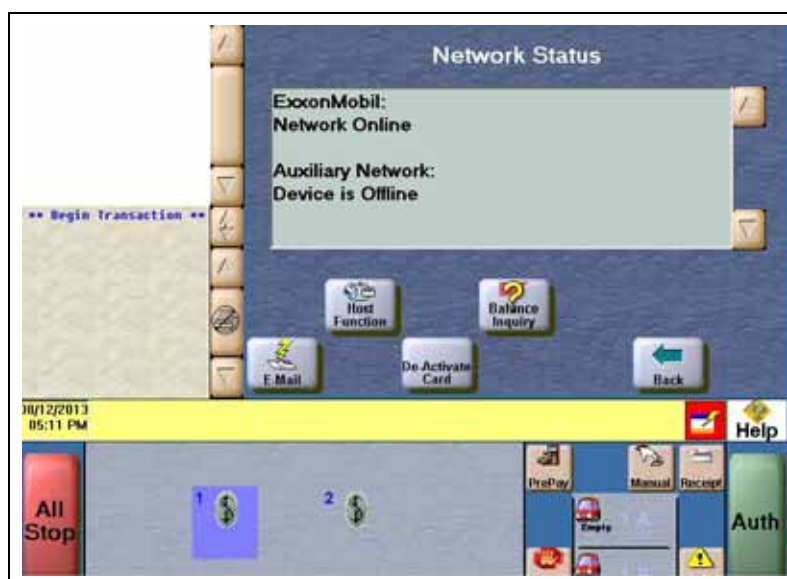 Network Status
ExxonMobil:
Network Online
Auxiliary Network:
Device is Offline
** Begin Transaction **
Host
Function
Balance
Inquiry
E-Mail
De-Activate
Card
Back
08/12/2013
05:11 PM
Help
All
Stop
1
2
PrePay
Manual
Receipt
Empty
1 A
Auth